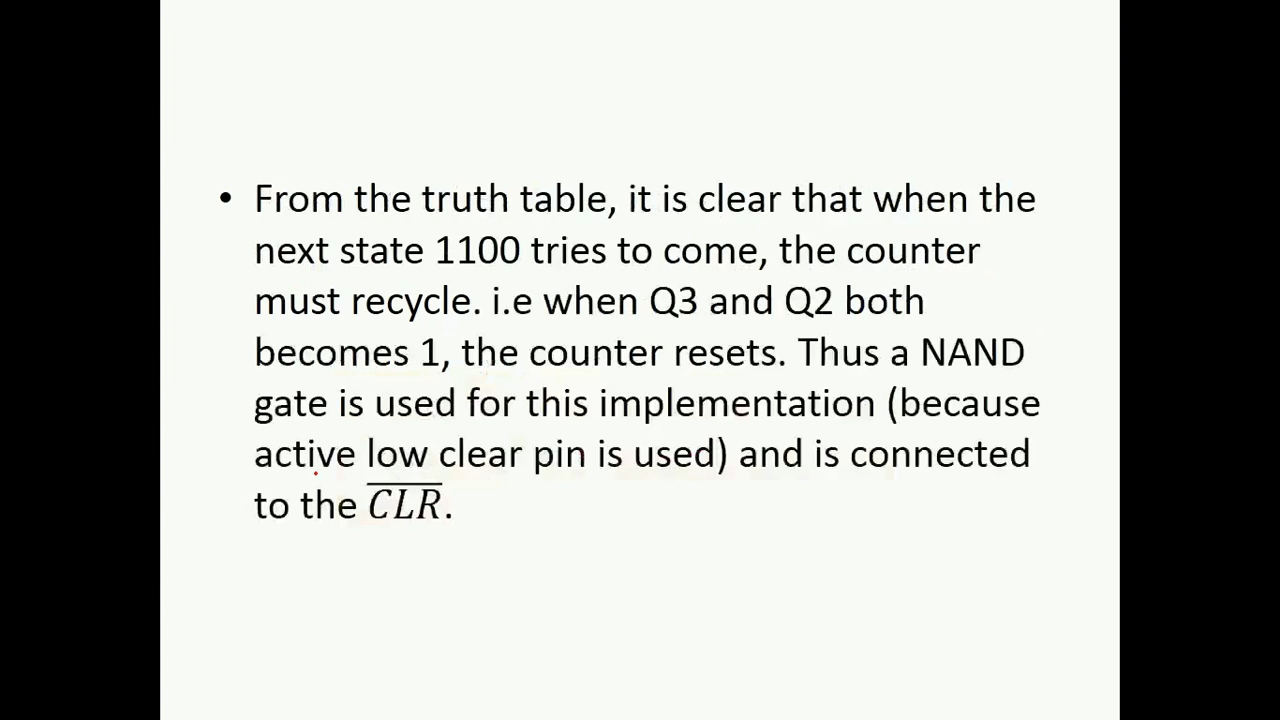 • From the truth table, it is clear that when the
next state 1100 tries to come, the counter
must recycle. i.e when Q3 and Q2 both
becomes 1, the counter resets. Thus a NAND
gate is used for this implementation (because
active low clear pin is used) and is connected
to the C̅L̅R̅.